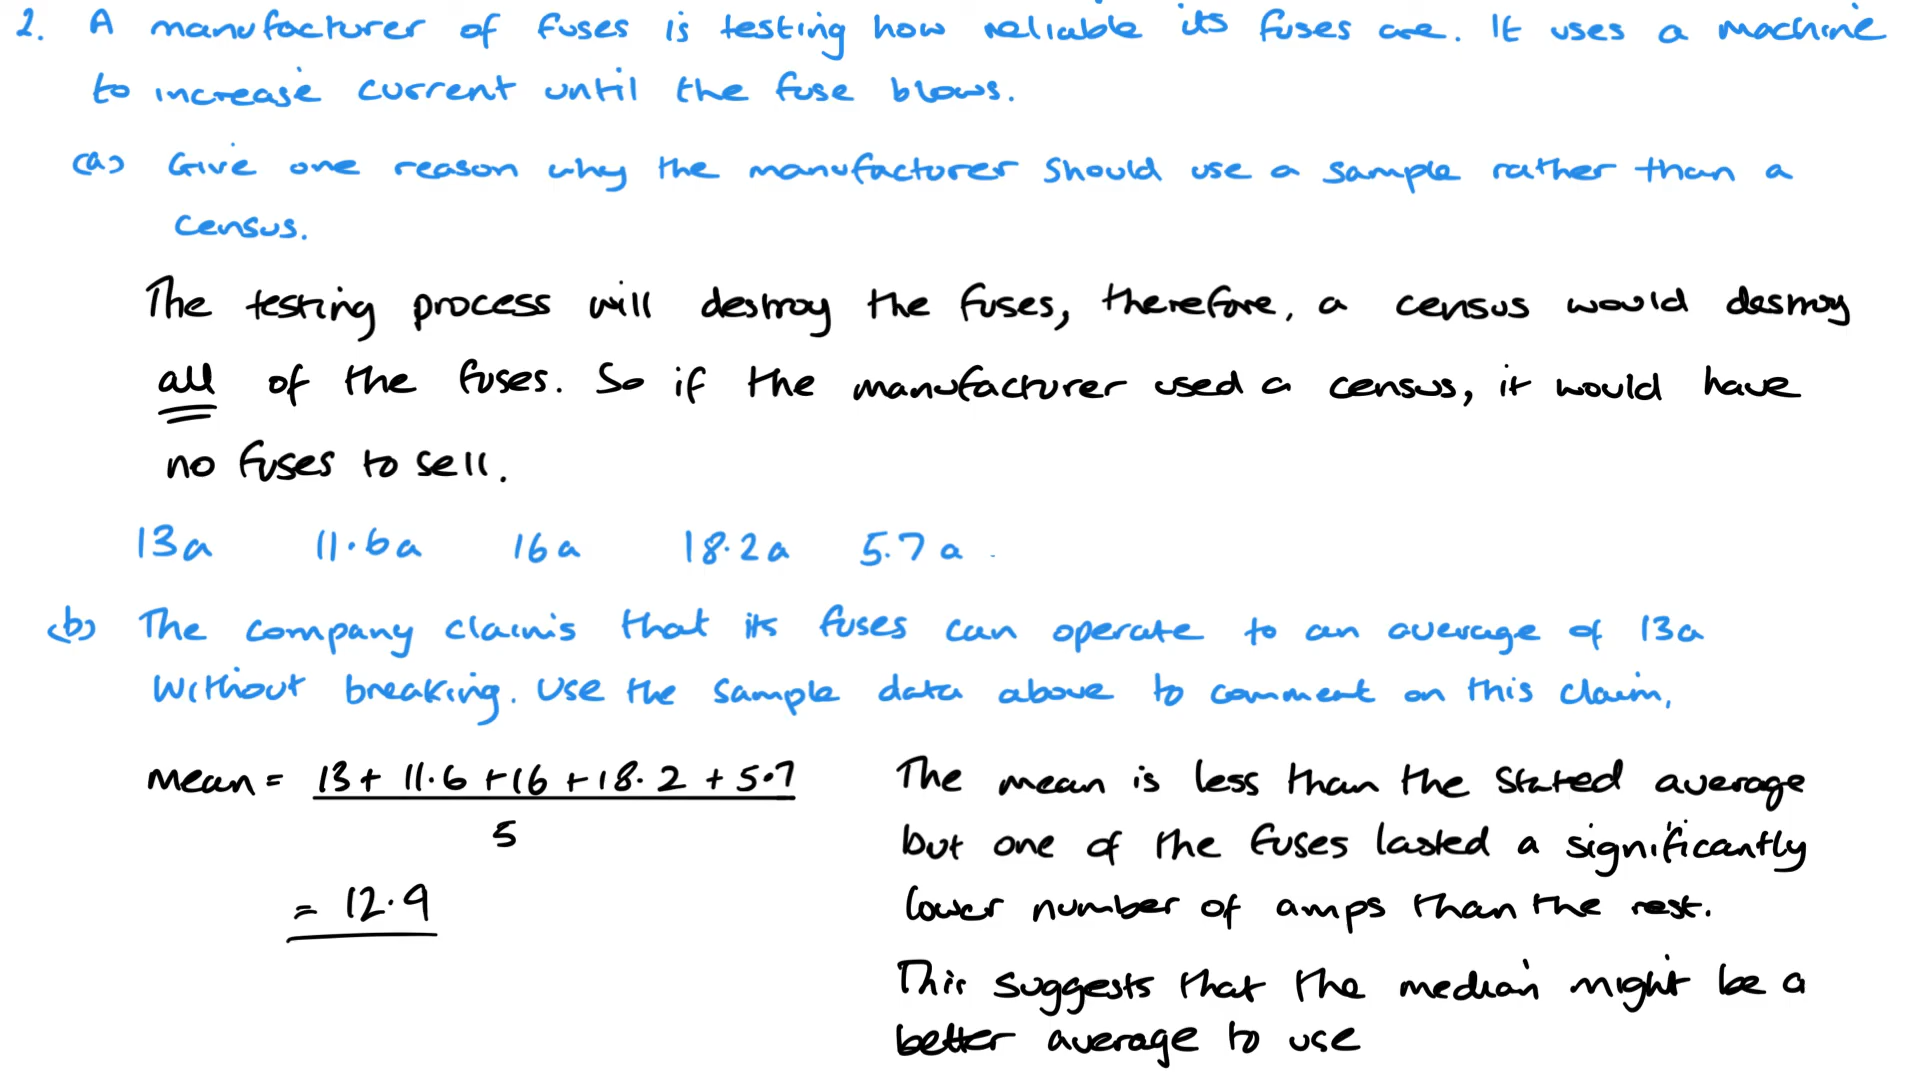 2. A manufacturer of fuses is testing how reliable its fuses are. It uses a machine
to increase current until the fuse blows.
(a) Give one reason why the manufacturer should use a sample rather than a
census.
The testing process will destroy the fuses, therefore, a census would destroy
all of the fuses. So if the manufacturer used a census, it would have
no fuses to sell.
13a 11.6a 16a 18.2a 5.7a.
(b) The company claims that its fuses can operate to an average of 13a
without breaking. Use the sample data above to comment on this claim.
mean = 13 + 11.6 + 16 + 18.2 + 5.7
5
= 12.9
The mean is less than the stated average
but one of the fuses lasted a significantly
lower number of amps than the rest.
This suggests that the median might be a
better average to use